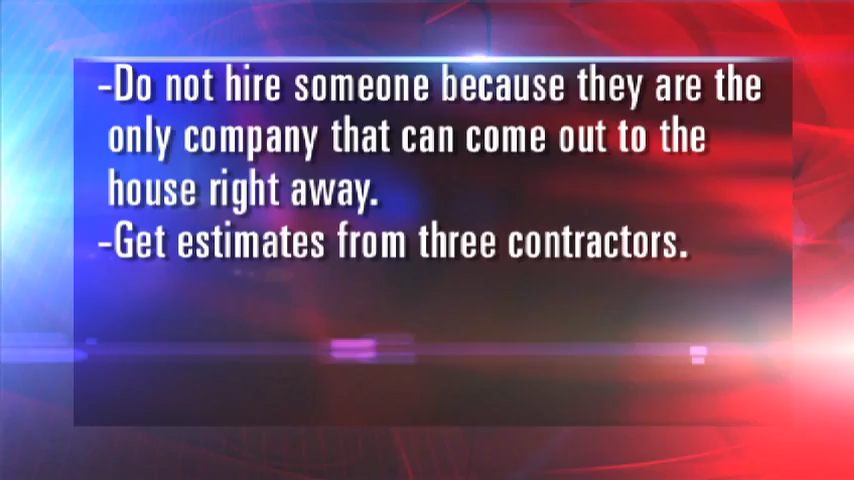 -Do not hire someone because they are the
only company that can come out to the
house right away.
-Get estimates from three contractors.